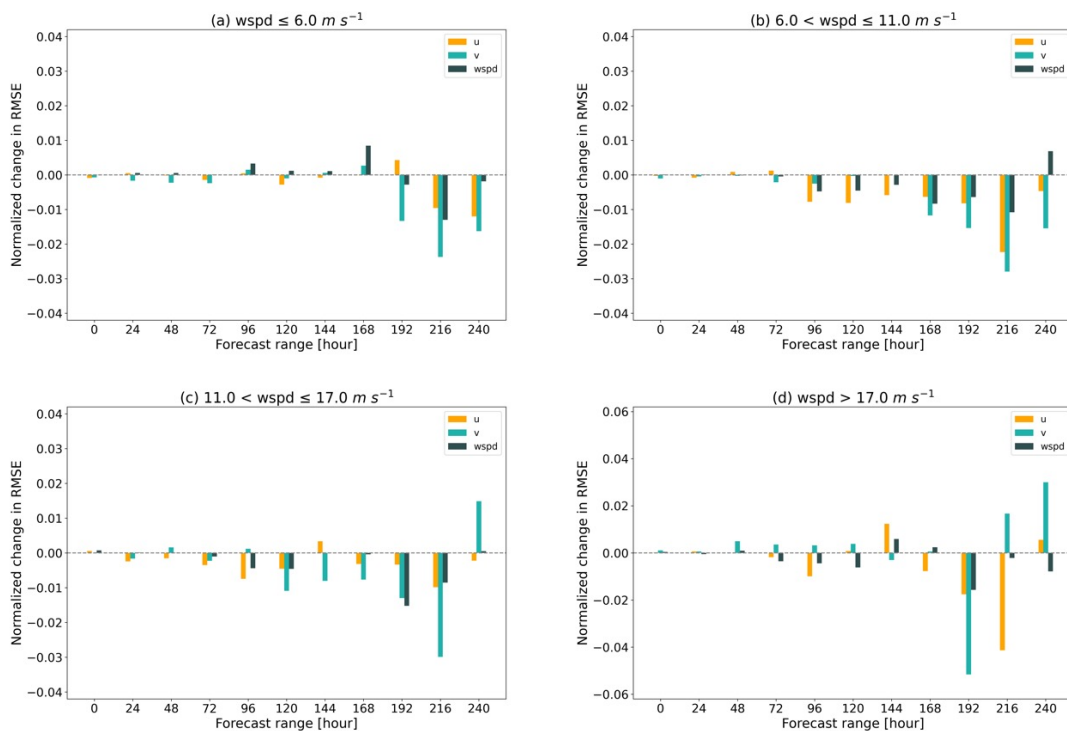 (a) wspd ≤ 6.0 m s⁻¹
Normalized change in RMSE
0.04
0.03
0.02
0.01
0.00
−0.01
−0.02
−0.03
−0.04
u
v
wspd
0 24 48 72 96 120 144 168 192 216 240
Forecast range [hour]
(b) 6.0 < wspd ≤ 11.0 m s⁻¹
Normalized change in RMSE
0.04
0.03
0.02
0.01
0.00
−0.01
−0.02
−0.03
−0.04
u
v
wspd
0 24 48 72 96 120 144 168 192 216 240
Forecast range [hour]
(c) 11.0 < wspd ≤ 17.0 m s⁻¹
Normalized change in RMSE
0.04
0.03
0.02
0.01
0.00
−0.01
−0.02
−0.03
−0.04
u
v
wspd
0 24 48 72 96 120 144 168 192 216 240
Forecast range [hour]
(d) wspd > 17.0 m s⁻¹
Normalized change in RMSE
0.06
0.04
0.02
0.00
−0.02
−0.04
−0.06
u
v
wspd
0 24 48 72 96 120 144 168 192 216 240
Forecast range [hour]